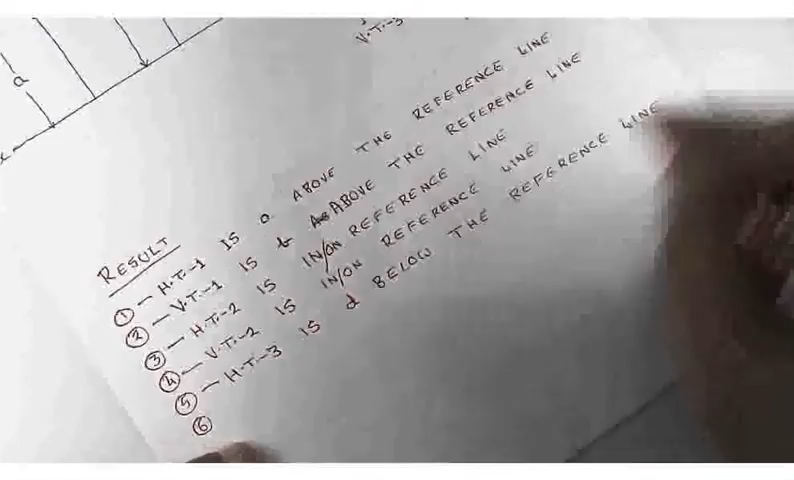 a
x
V.T.-3
RESULT
① — H.T.-1 IS a ABOVE THE REFERENCE LINE
② — V.T.-1 IS b ABOVE THE REFERENCE LINE
③ — H.T.-2 IS IN/ON REFERENCE LINE
④ — V.T.-2 IS IN/ON REFERENCE LINE
⑤ — H.T.-3 IS d BELOW THE REFERENCE LINE
⑥